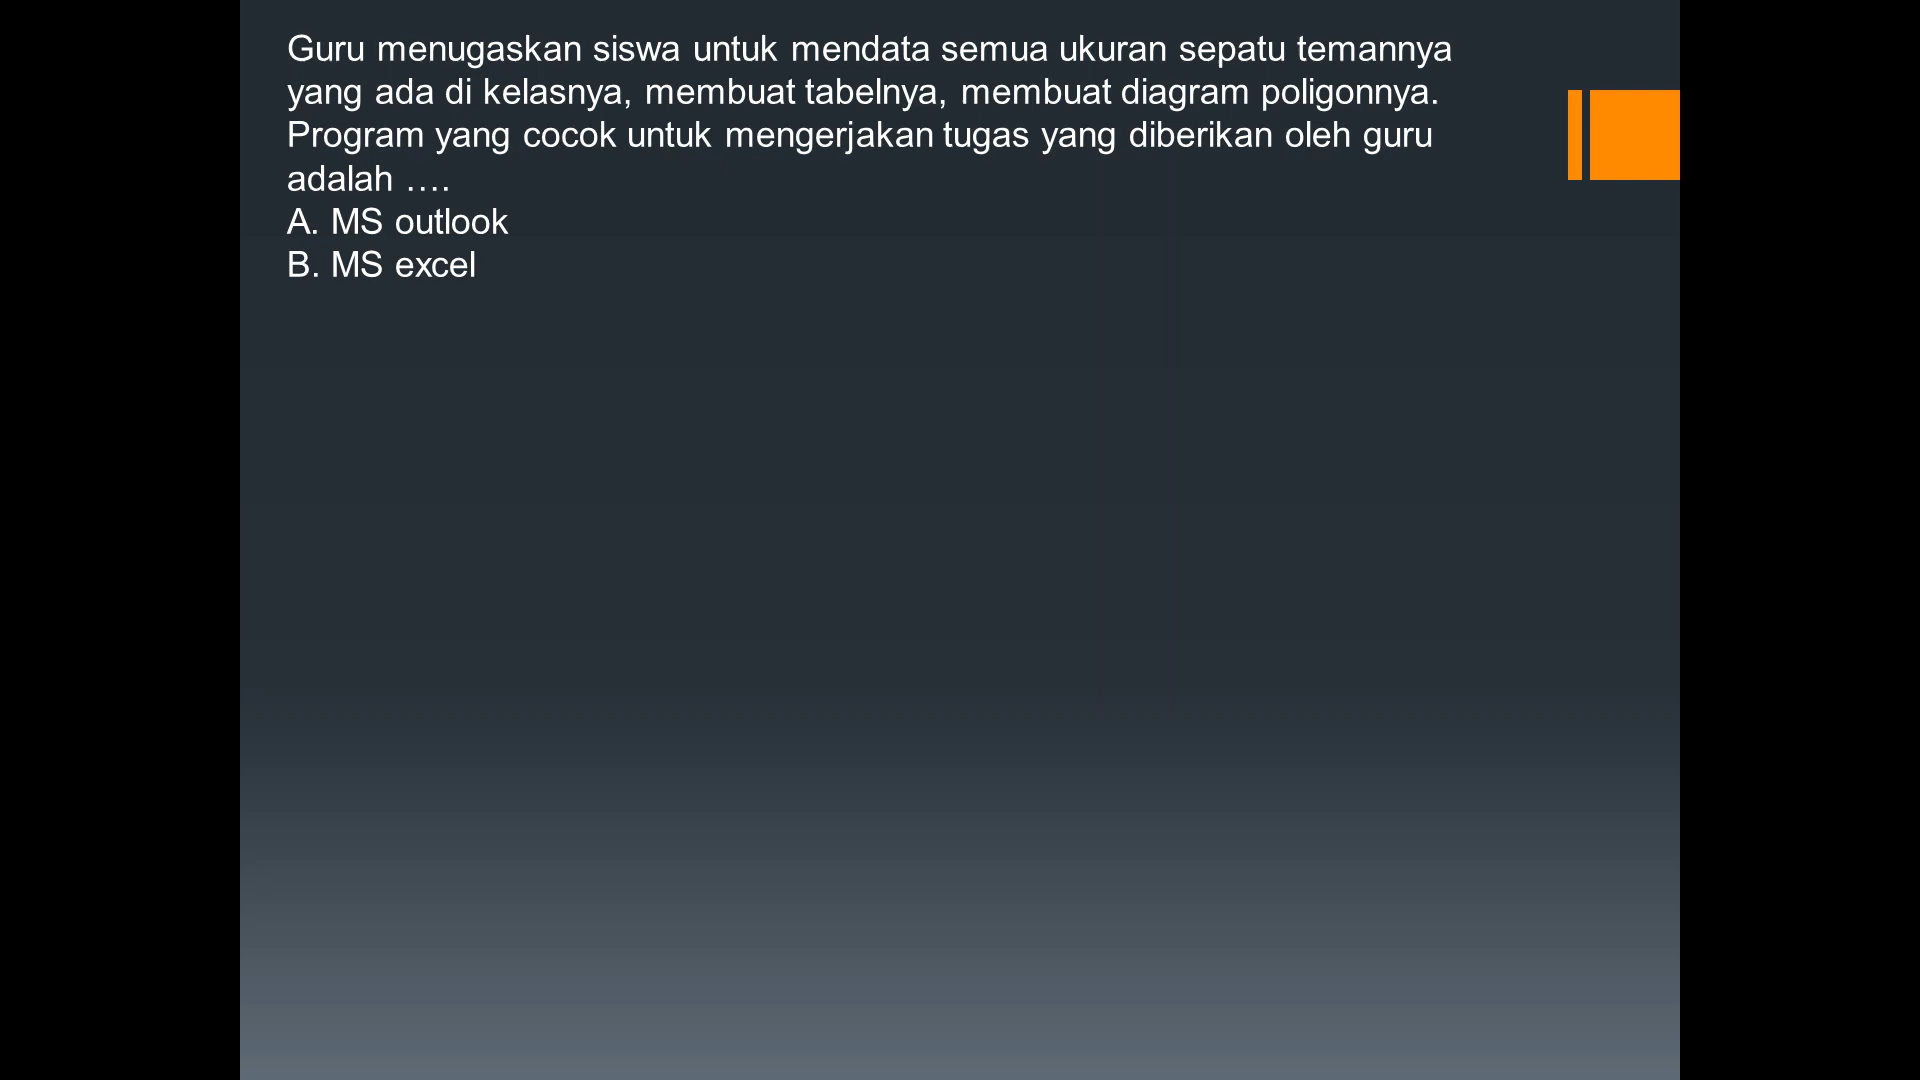 Guru menugaskan siswa untuk mendata semua ukuran sepatu temannya
yang ada di kelasnya, membuat tabelnya, membuat diagram poligonnya.
Program yang cocok untuk mengerjakan tugas yang diberikan oleh guru
adalah ….
A. MS outlook
B. MS excel